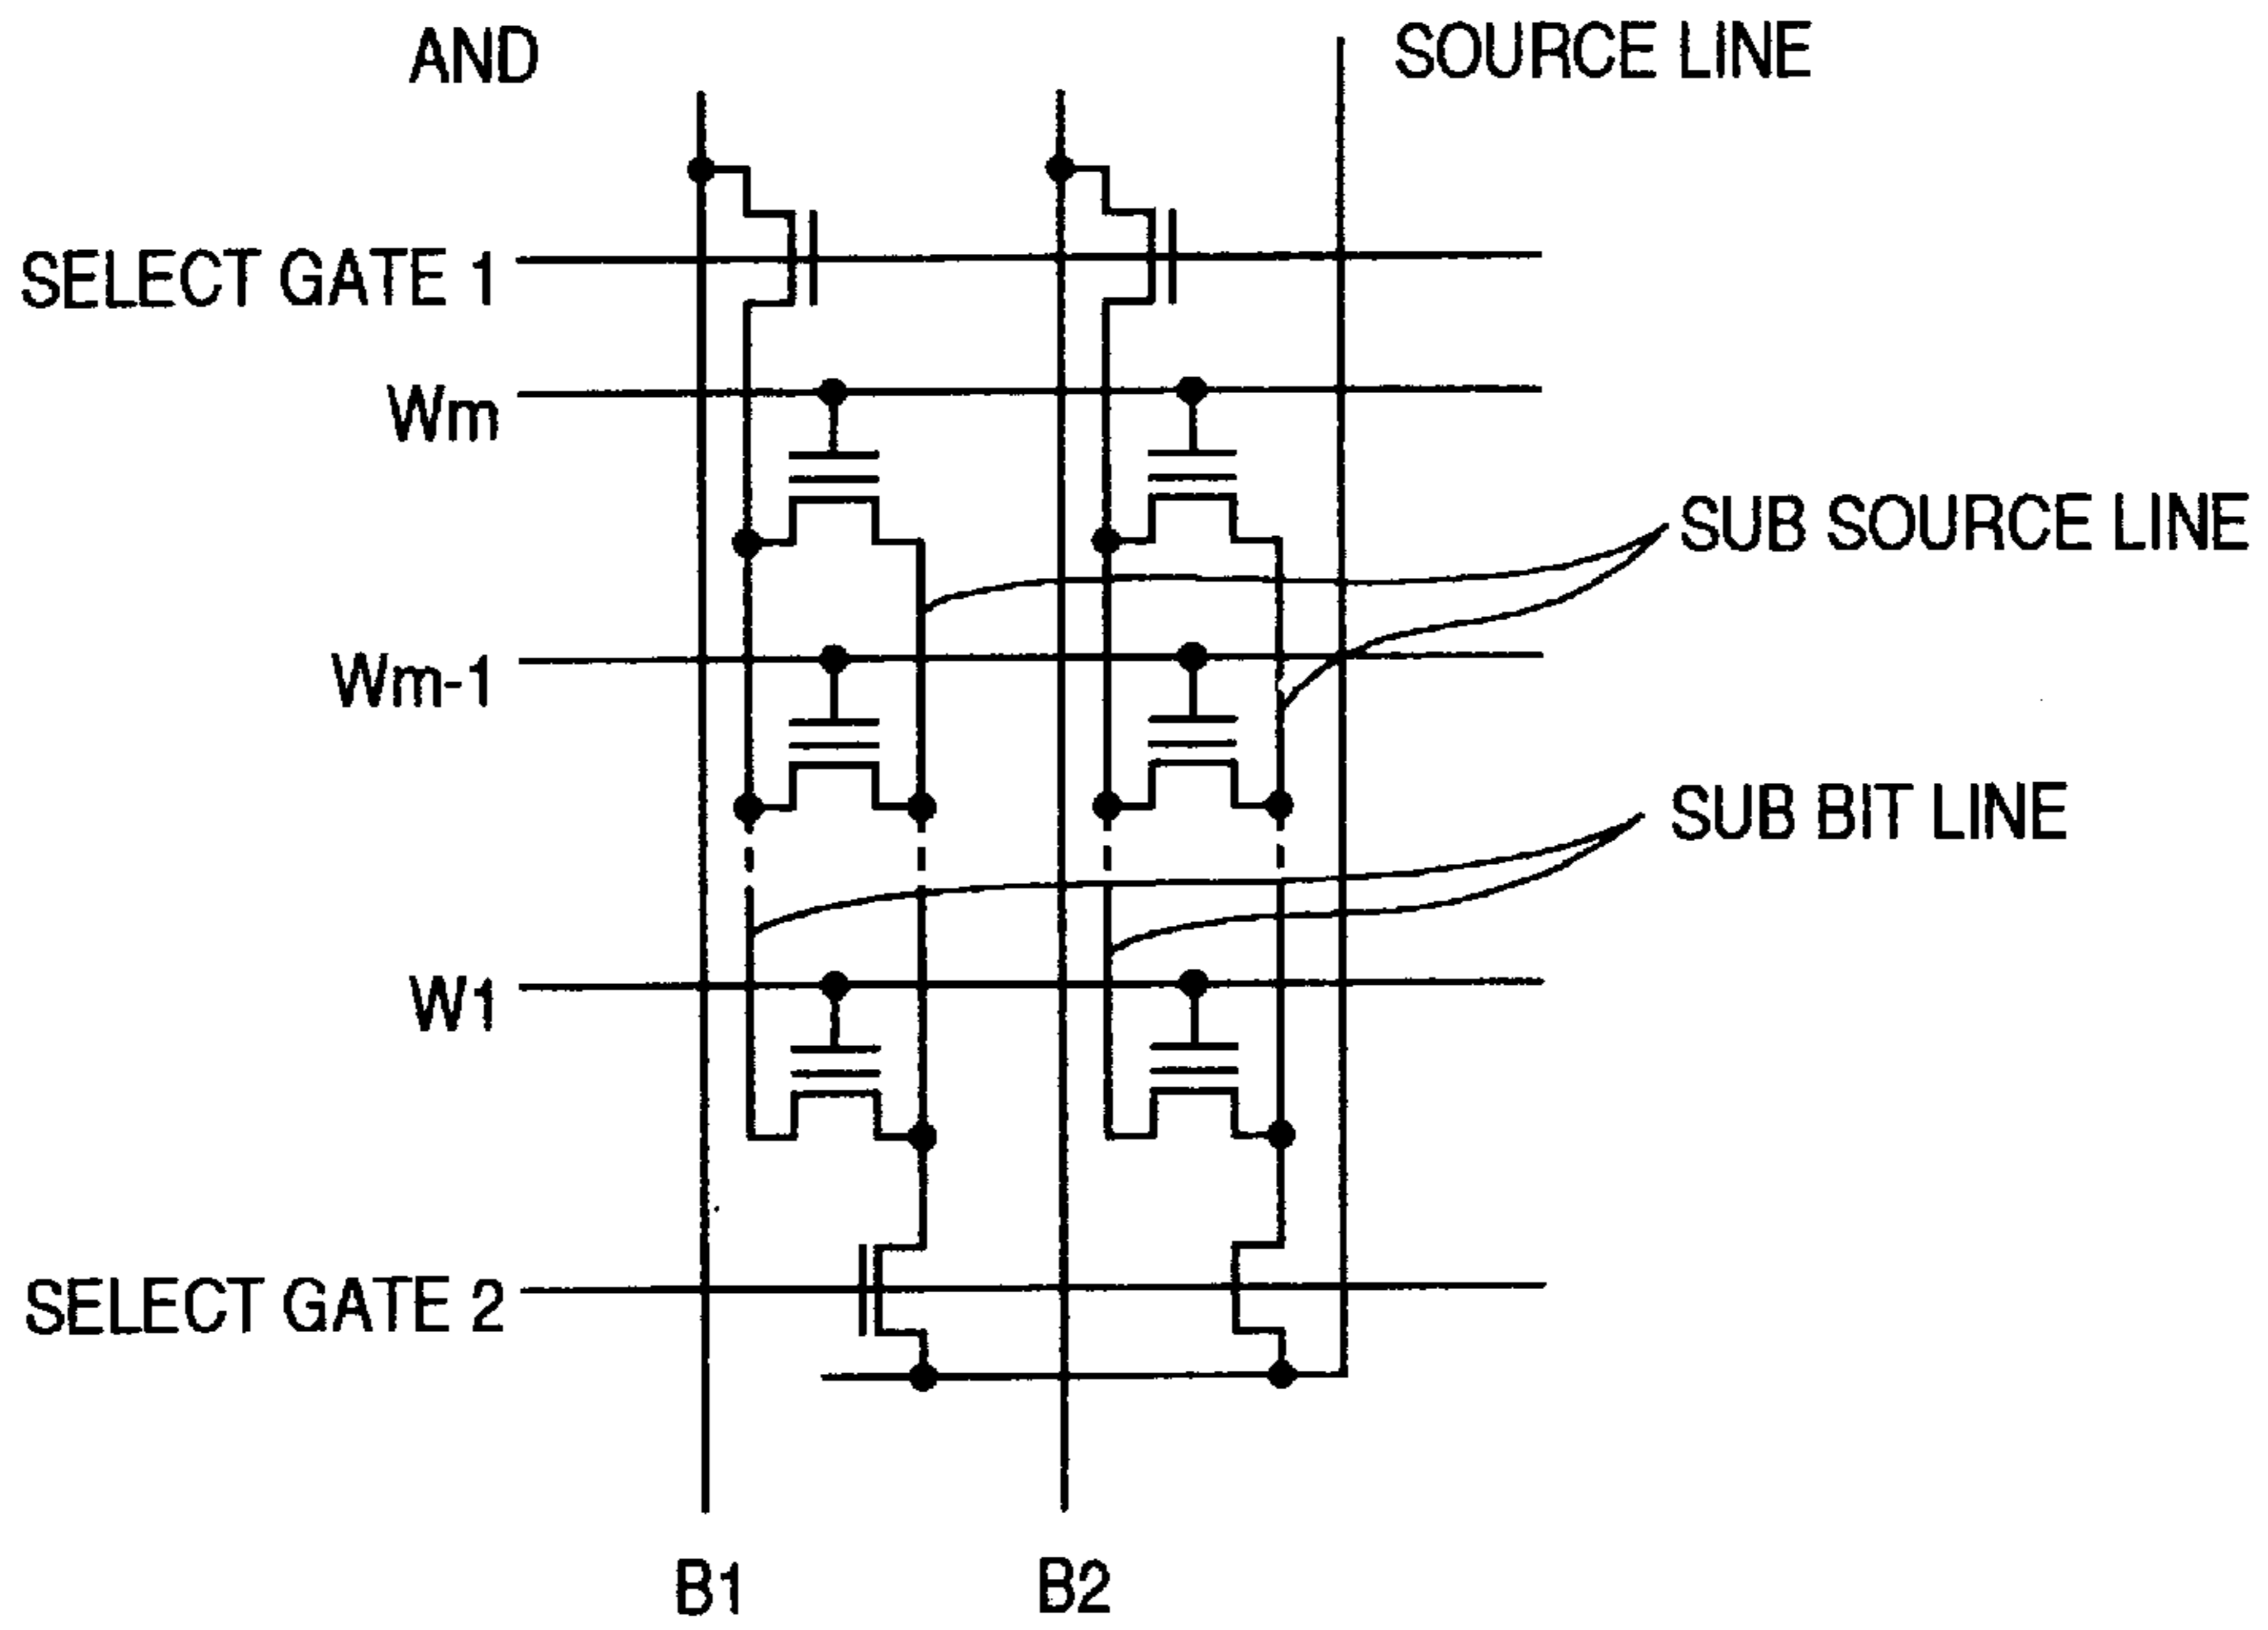 AND
SOURCE LINE
SELECT GATE 1
Wm
SUB SOURCE LINE
Wm-1
SUB BIT LINE
W1
SELECT GATE 2
B1
B2